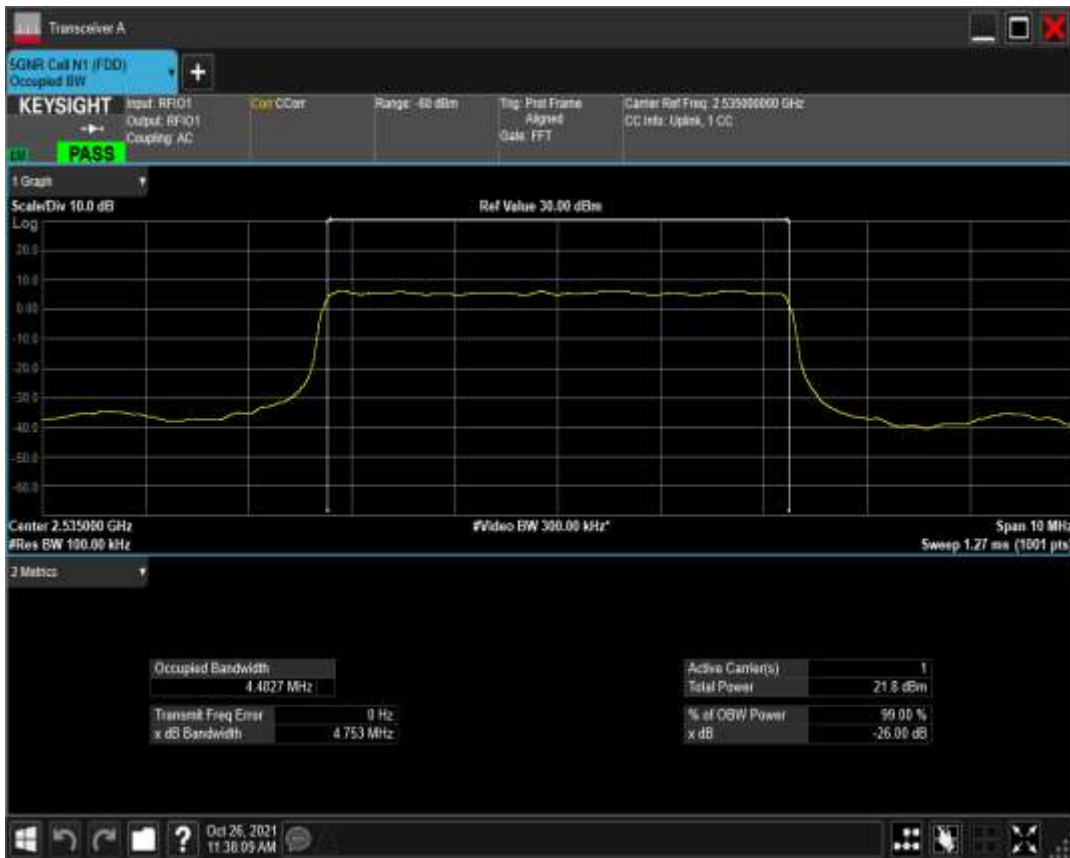 Transceiver A
5GNR Cell N1 (FDD)
Occupied BW
+
KEYSIGHT
PASS
Input: RFIO1
Output: RFIO1
Coupling: AC
Corr CCorr
Range: -60 dBm
Trig: Prot Frame
Aligned
Gate: FFT
Carrier Ref Freq: 2.535000000 GHz
CC Info: Uplink, 1 CC
1 Graph
Scale/Div 10.0 dB
Ref Value 30.00 dBm
Log
20.0
10.0
0.00
-10.0
-20.0
-30.0
-40.0
-50.0
-60.0
Center 2.535000 GHz
#Video BW 300.00 kHz*
Span 10 MHz
#Res BW 100.00 kHz
Sweep 1.27 ms (1001 pts)
2 Metrics
Occupied Bandwidth
4.4827 MHz
Transmit Freq Error 0 Hz
x dB Bandwidth 4.753 MHz
Active Carrier(s) 1
Total Power 21.8 dBm
% of OBW Power 99.00 %
x dB -26.00 dB
?
Oct 26, 2021
11:38:09 AM